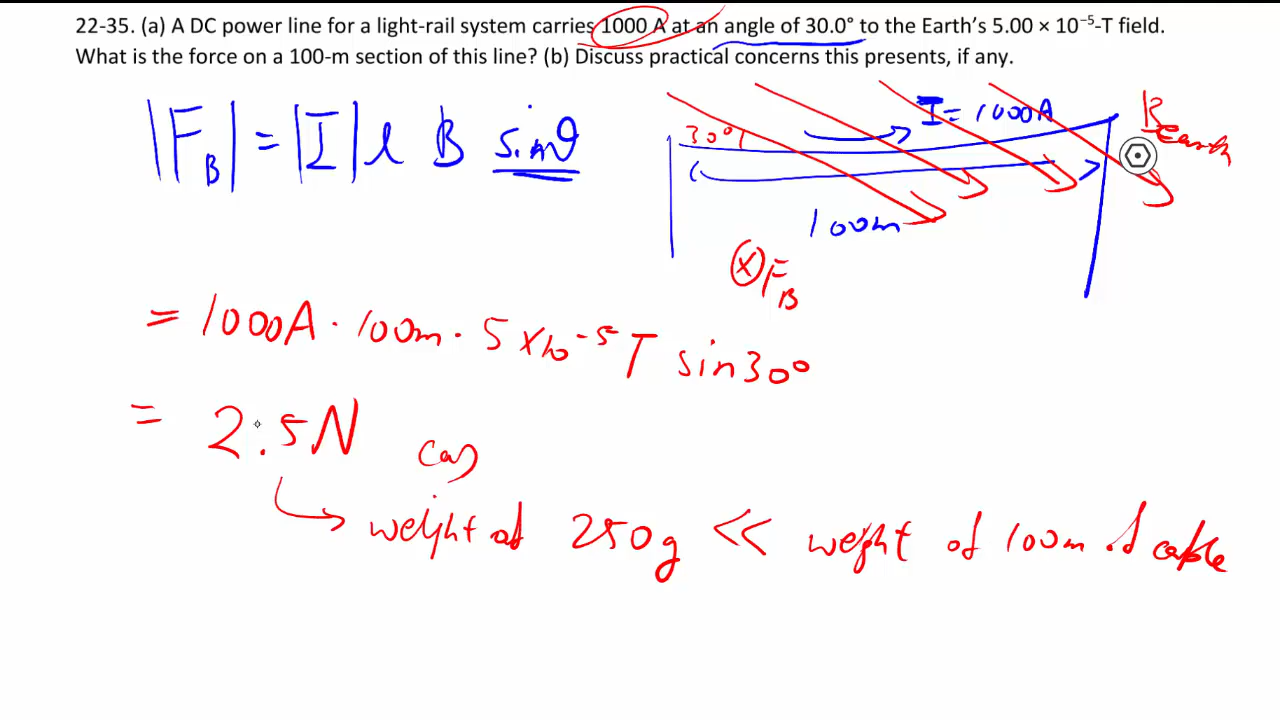 22-35. (a) A DC power line for a light-rail system carries 1000 A at an angle of 30.0° to the Earth’s 5.00 × 10⁻⁵-T field.
What is the force on a 100-m section of this line? (b) Discuss practical concerns this presents, if any.
|F_B| = |I| l B sinθ
I = 1000A
B_Earth
30°
100m
ⓧ F_B
= 1000A · 100m · 5 × 10⁻⁵ T sin30°
= 2.5N
↳ weight of 250g << weight of 100m of cable